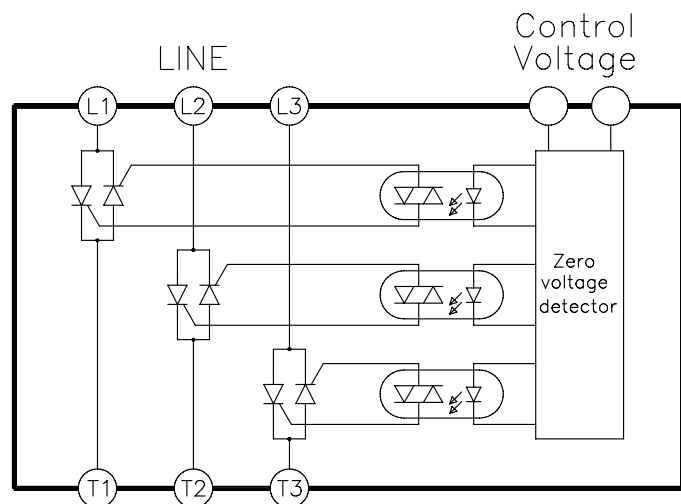 Control
Voltage
LINE
L1
L2
L3
Zero
voltage
detector
T1
T2
T3